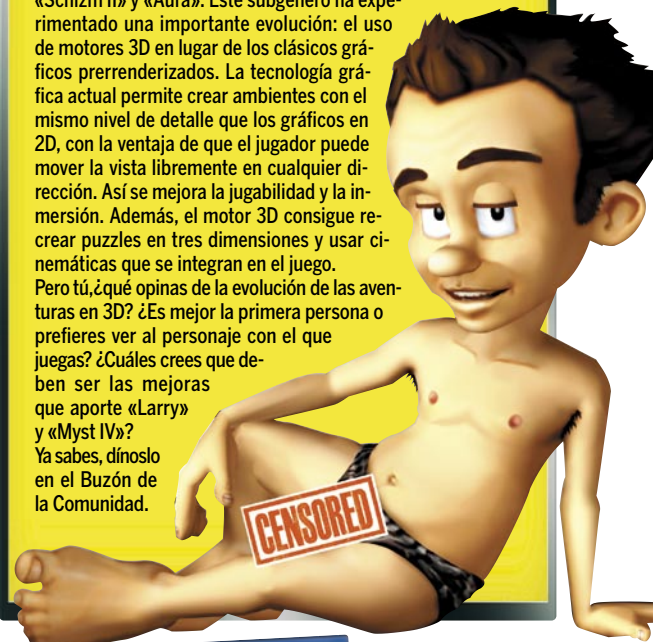 «Schizm II» y «Aura». Este subgénero ha expe-
rimentado una importante evolución: el uso
de motores 3D en lugar de los clásicos grá-
ficos prerrenderizados. La tecnología grá-
fica actual permite crear ambientes con el
mismo nivel de detalle que los gráficos en
2D, con la ventaja de que el jugador puede
mover la vista libremente en cualquier di-
rección. Así se mejora la jugabilidad y la in-
mersión. Además, el motor 3D consigue re-
crear puzzles en tres dimensiones y usar ci-
nemáticas que se integran en el juego.
Pero tú,¿qué opinas de la evolución de las aven-
turas en 3D? ¿Es mejor la primera persona o
prefieres ver al personaje con el que
juegas? ¿Cuáles crees que de-
ben ser las mejoras
que aporte «Larry»
y «Myst IV»?
Ya sabes, dínoslo
en el Buzón de
la Comunidad.
CENSORED